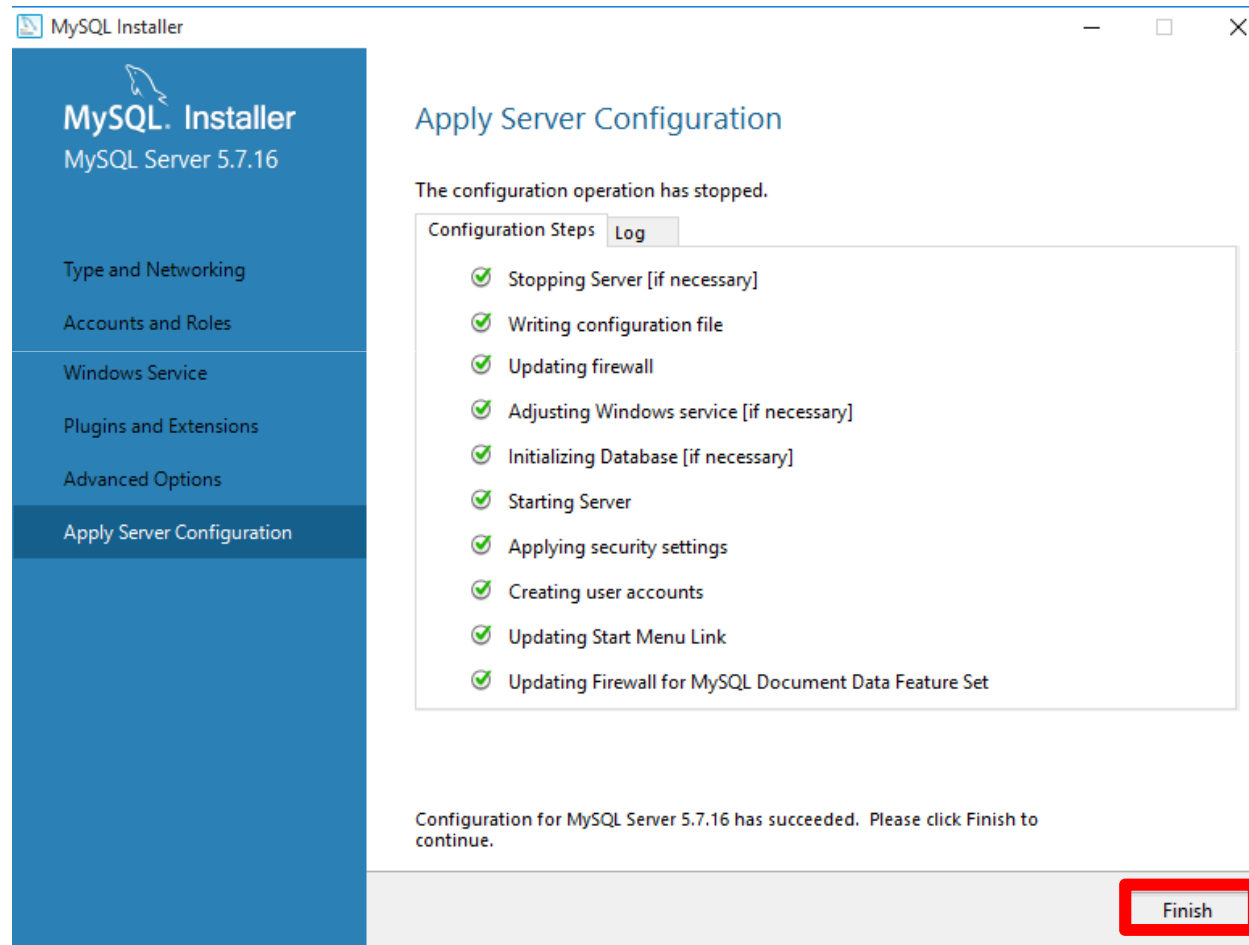 MySQL Installer
MySQL. Installer
MySQL Server 5.7.16
Type and Networking
Accounts and Roles
Windows Service
Plugins and Extensions
Advanced Options
Apply Server Configuration
Apply Server Configuration
The configuration operation has stopped.
Configuration Steps
Log
Stopping Server [if necessary]
Writing configuration file
Updating firewall
Adjusting Windows service [if necessary]
Initializing Database [if necessary]
Starting Server
Applying security settings
Creating user accounts
Updating Start Menu Link
Updating Firewall for MySQL Document Data Feature Set
Configuration for MySQL Server 5.7.16 has succeeded. Please click Finish to
continue.
Finish